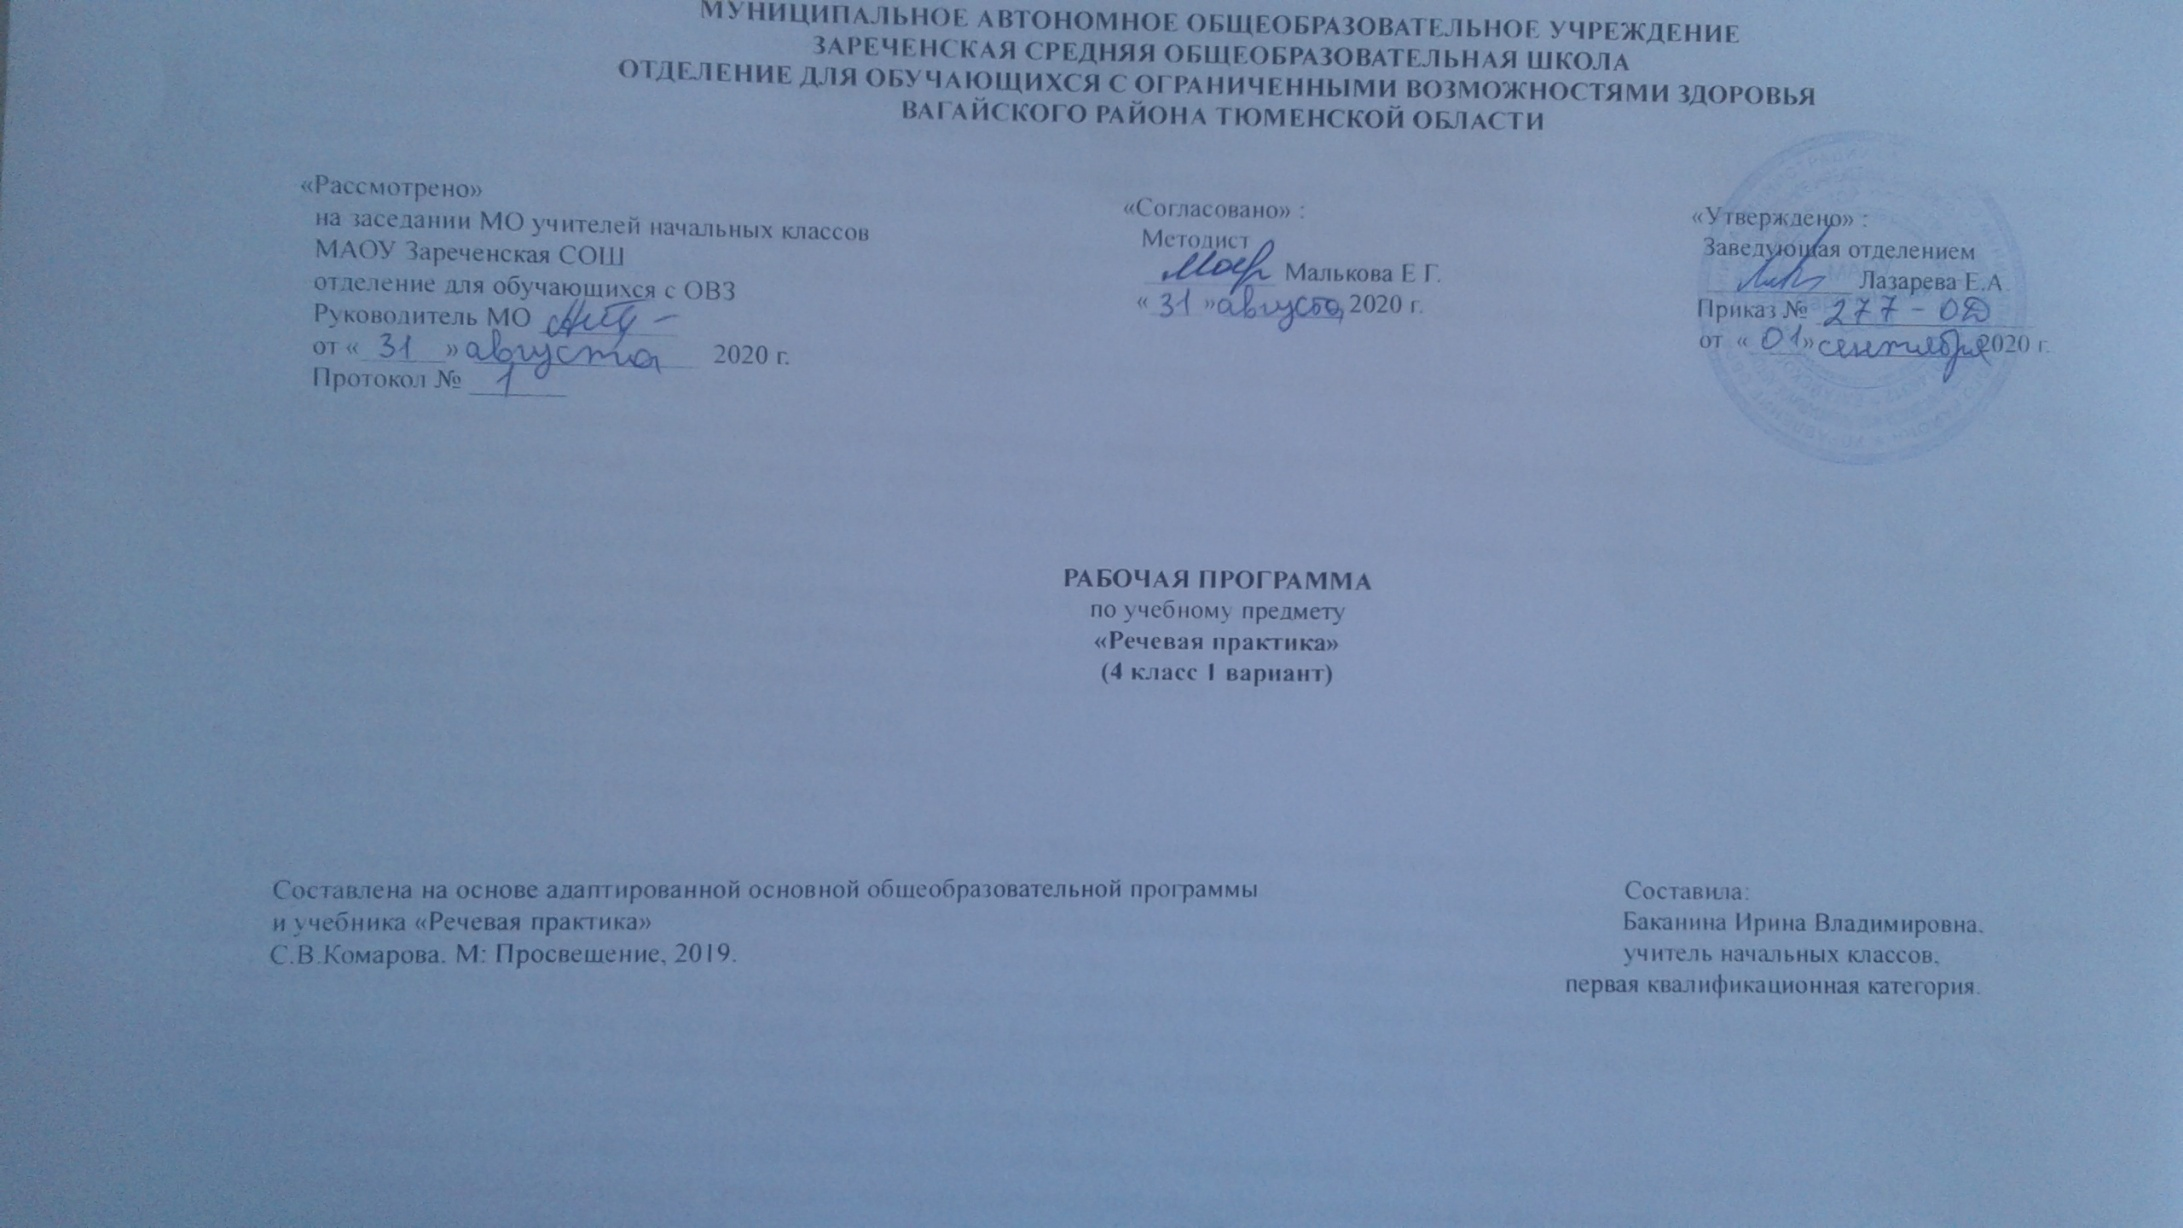 МУНИЦИПАЛЬНОЕ АВТОНОМНОЕ ОБЩЕОБРАЗОВАТЕЛЬНОЕ УЧРЕЖДЕНИЕ
ЗАРЕЧЕНСКАЯ СРЕДНЯЯ ОБЩЕОБРАЗОВАТЕЛЬНАЯ ШКОЛА
ОТДЕЛЕНИЕ ДЛЯ ОБУЧАЮЩИХСЯ С ОГРАНИЧЕННЫМИ ВОЗМОЖНОСТЯМИ ЗДОРОВЬЯ
ВАГАЙСКОГО РАЙОНА ТЮМЕНСКОЙ ОБЛАСТИ
«Рассмотрено»
на заседании МО учителей начальных классов
МАОУ Зареченская СОШ
отделение для обучающихся с ОВЗ
Руководитель МО
от « 31 » августа 2020 г.
Протокол № 1
«Согласовано» :
Методист
Малькова Е Г.
« 31 » августа 2020 г.
«Утверждено» :
Заведующая отделением
Лазарева Е.А.
Приказ № 277 - ОД
от « 01 » сентября 2020 г.
РАБОЧАЯ ПРОГРАММА
по учебному предмету
«Речевая практика»
(4 класс 1 вариант)
Составлена на основе адаптированной основной общеобразовательной программы
и учебника «Речевая практика»
С.В.Комарова. М: Просвещение, 2019.
Составила:
Баканина Ирина Владимировна.
учитель начальных классов.
первая квалификационная категория.